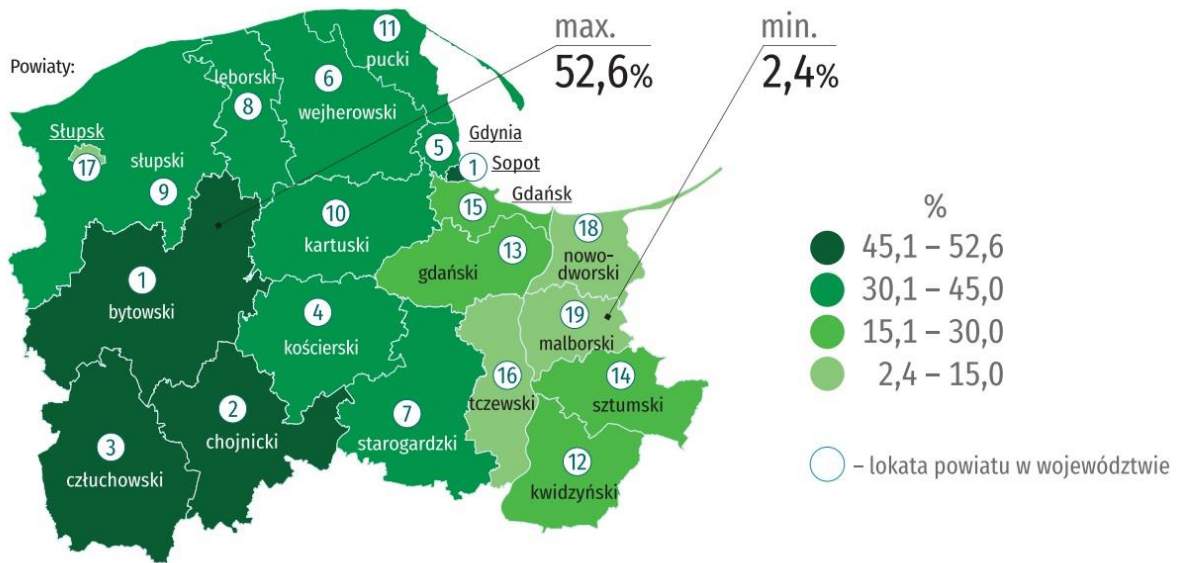 Powiaty:
11
pucki
max.
52,6%
min.
2,4%
lęborski
8
6
wejherowski
Słupsk
17
słupski
9
5
Gdynia
1
Sopot
Gdańsk
15
10
kartuski
13
gdański
18
nowo-
dworski
1
bytowski
4
kościerski
19
malborski
16
tczewski
14
sztumski
2
chojnicki
7
starogardzki
3
człuchowski
12
kwidzyński
%
45,1 – 52,6
30,1 – 45,0
15,1 – 30,0
2,4 – 15,0
– lokata powiatu w województwie